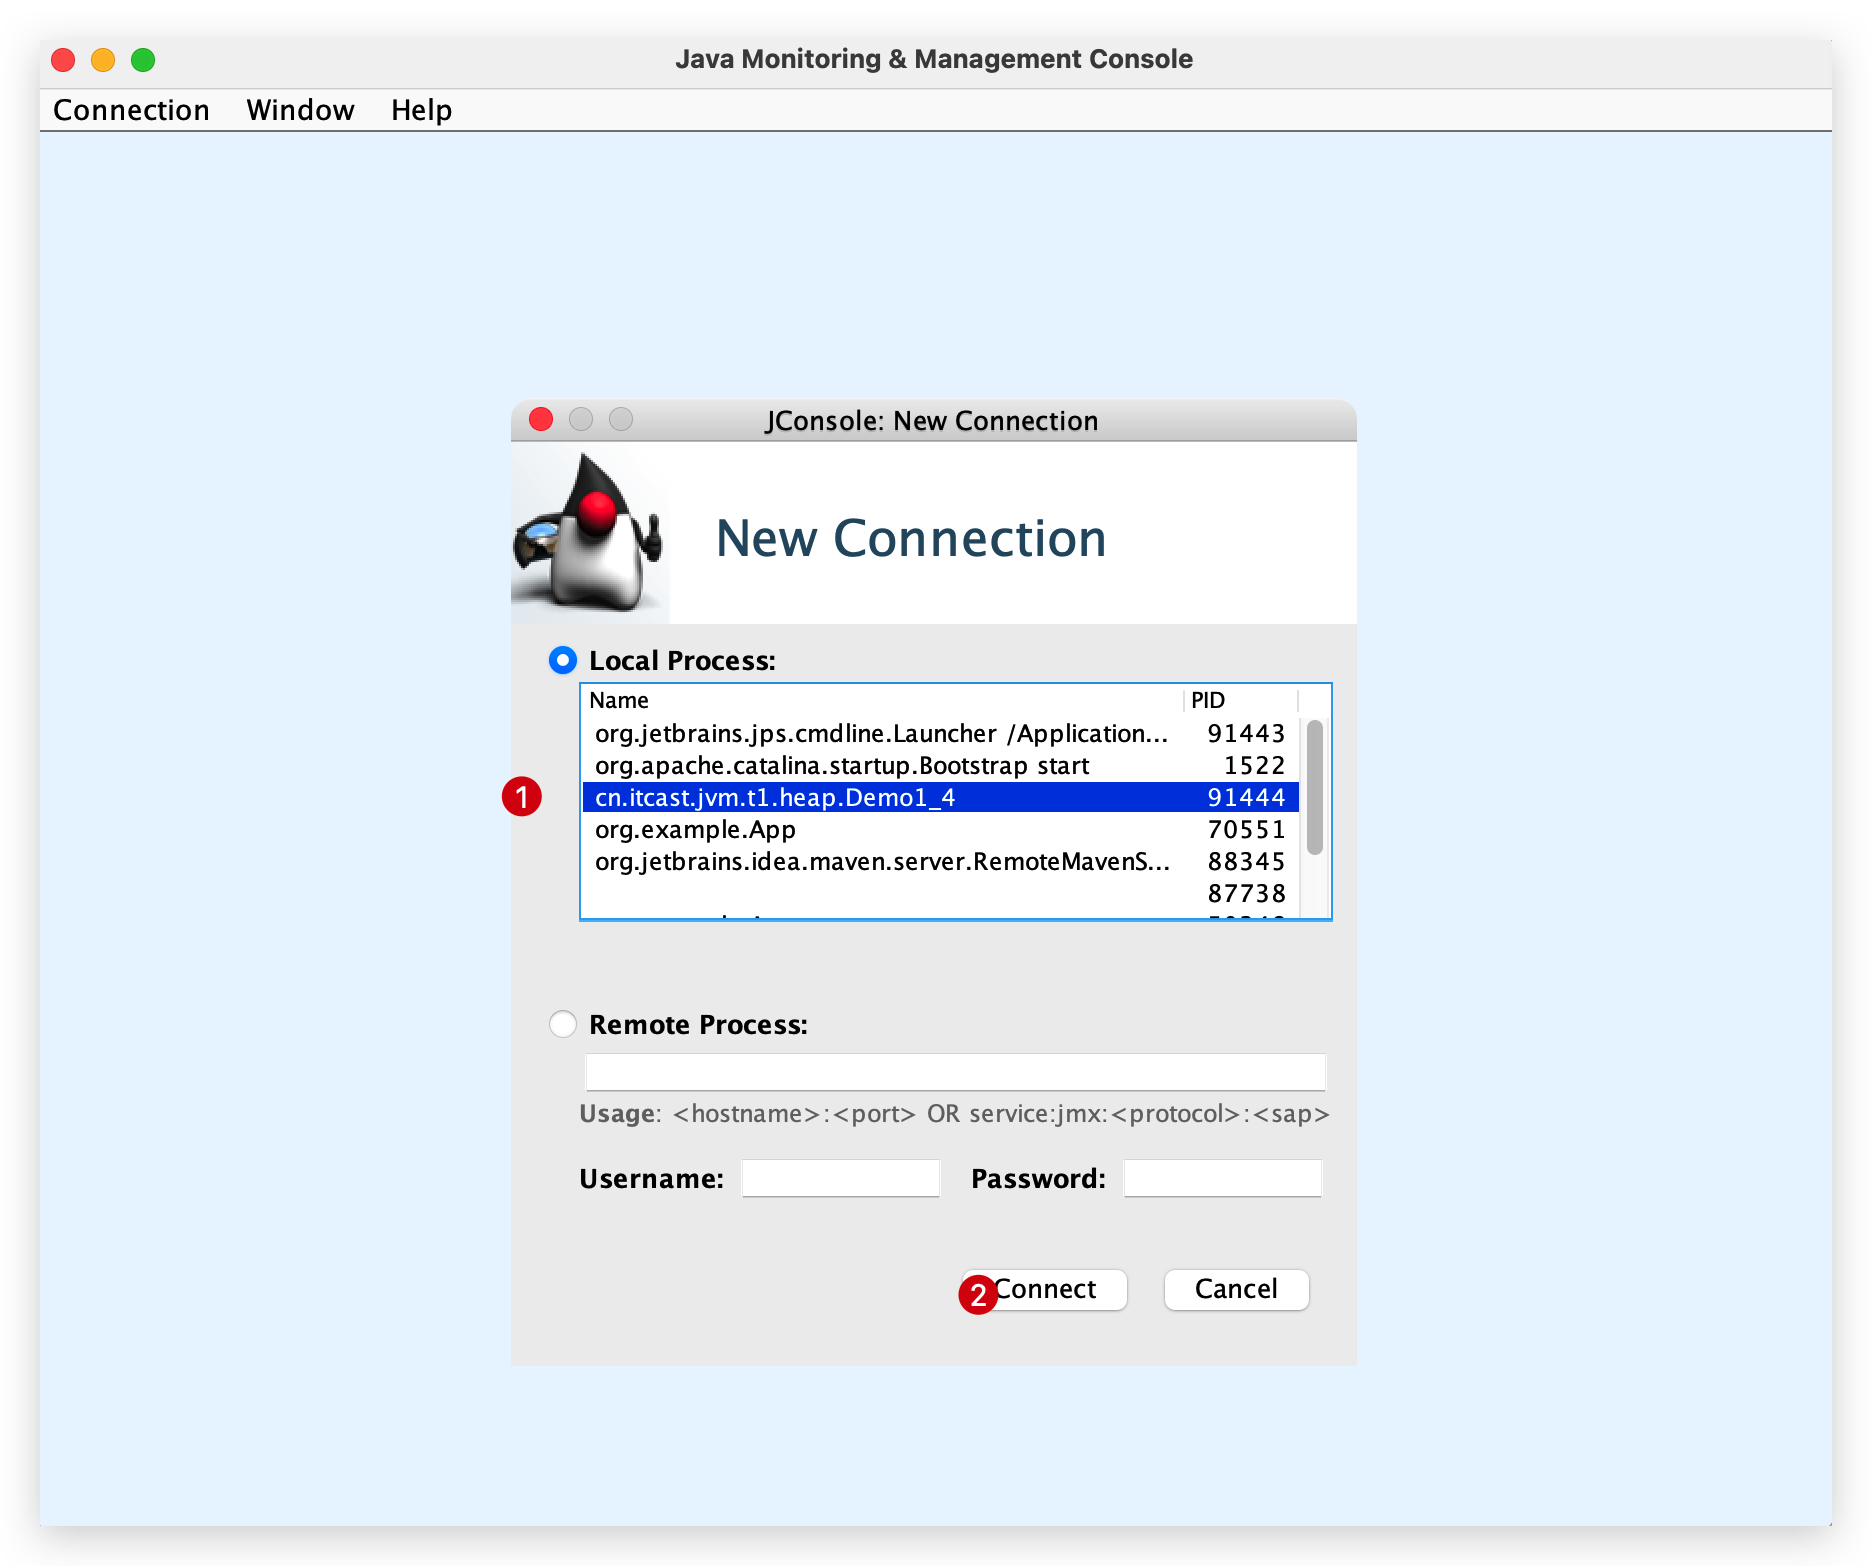 Java Monitoring & Management Console
Connection Window Help
JConsole: New Connection
New Connection
Local Process:
Name PID
org.jetbrains.jps.cmdline.Launcher /Application... 91443
org.apache.catalina.startup.Bootstrap start 1522
1 cn.itcast.jvm.t1.heap.Demo1_4 91444
org.example.App 70551
org.jetbrains.idea.maven.server.RemoteMavenS... 88345
87738
Remote Process:
Usage: <hostname>:<port> OR service:jmx:<protocol>:<sap>
Username: Password:
2 Connect Cancel